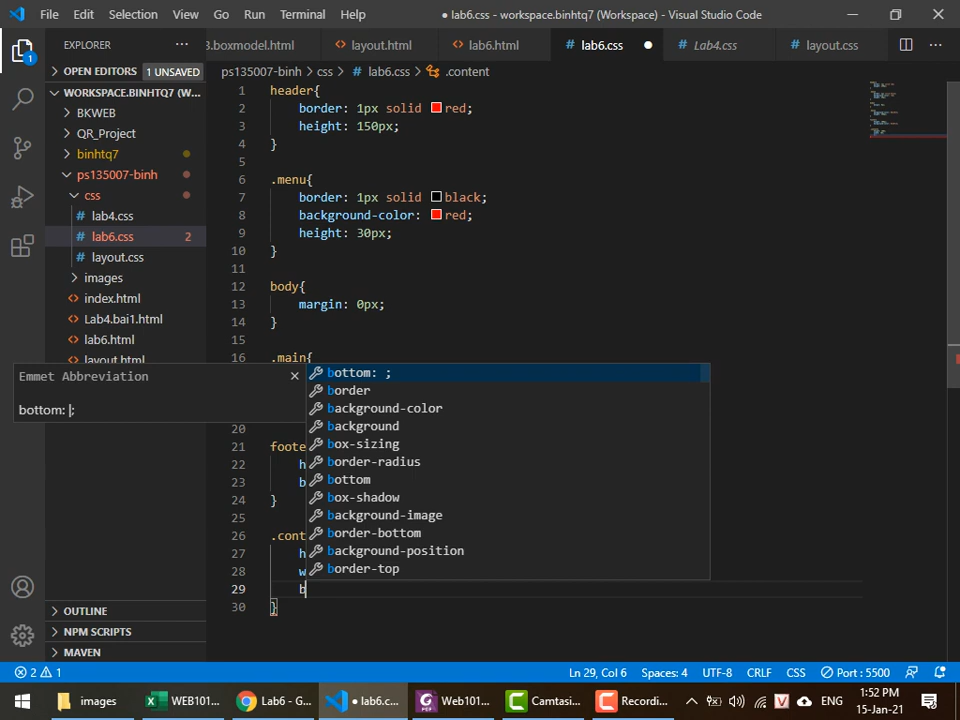 File Edit Selection View Go Run Terminal Help
lab6.css - workspace.binhtq7 (Workspace) - Visual Studio Code
EXPLORER
3.boxmodel.html layout.html lab6.html lab6.css Lab4.css layout.css
OPEN EDITORS 1 UNSAVED
ps135007-binh > css > lab6.css > .content
WORKSPACE.BINHTQ7 (W...
BKWEB
QR_Project
binhtq7
ps135007-binh
css
lab4.css
lab6.css 2
layout.css
images
index.html
Lab4.bai1.html
lab6.html
layout.html
1 header{
2 border: 1px solid red;
3 height: 150px;
4 }
5
6 .menu{
7 border: 1px solid black;
8 background-color: red;
9 height: 30px;
10 }
11
12 body{
13 margin: 0px;
14 }
15
16 .main{
Emmet Abbreviation
bottom: |;
bottom: ;
border
background-color
background
box-sizing
border-radius
bottom
box-shadow
background-image
border-bottom
background-position
border-top
20
21 foote
22 h
23 b
24 }
25
26 .cont
27 h
28 w
29 b
30 }
OUTLINE
NPM SCRIPTS
MAVEN
2 1 Ln 29, Col 6 Spaces: 4 UTF-8 CRLF CSS Port : 5500
images WEB101... Lab6 - G... lab6.c... Web101... Camtasi... Recordi... ENG
1:52 PM
15-Jan-21